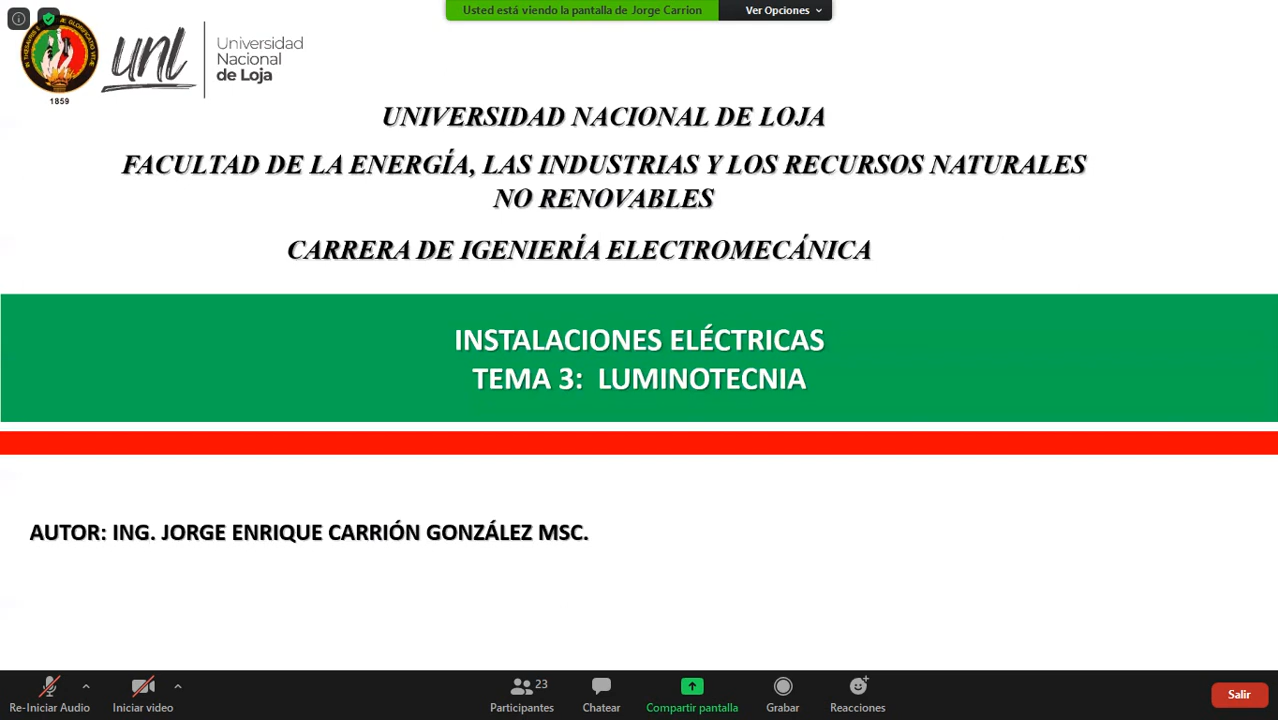 Usted está viendo la pantalla de Jorge Carrion
Ver Opciones
1859
unl
Universidad
Nacional
de Loja
UNIVERSIDAD NACIONAL DE LOJA
FACULTAD DE LA ENERGÍA, LAS INDUSTRIAS Y LOS RECURSOS NATURALES
NO RENOVABLES
CARRERA DE IGENIERÍA ELECTROMECÁNICA
INSTALACIONES ELÉCTRICAS
TEMA 3: LUMINOTECNIA
AUTOR: ING. JORGE ENRIQUE CARRIÓN GONZÁLEZ MSC.
Re-Iniciar Audio
Iniciar video
23
Participantes
Chatear
Compartir pantalla
Grabar
Reacciones
Salir